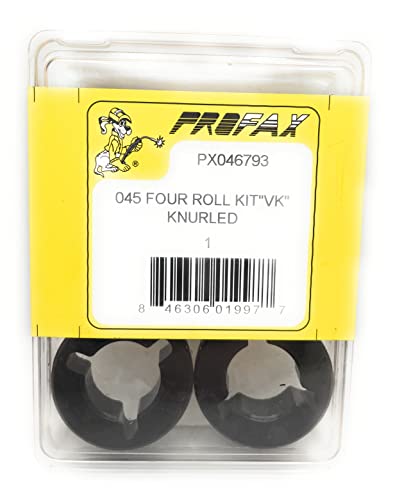 PROFAX
PX046793
045 FOUR ROLL KIT"VK"
KNURLED
1
8 46306 01997 7